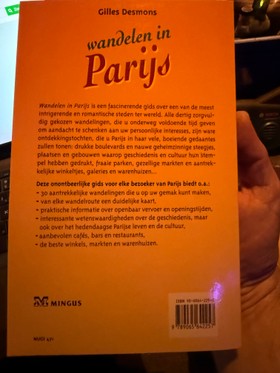 Gilles Desmons
wandelen in
Parijs
Wandelen in Parijs is een fascinerende gids over een van de meest
intrigerende en romantische steden ter wereld. Alle dertig zorgvul-
dig gekozen wandelingen, die u onderweg voldoende tijd geven
om aandacht te schenken aan uw persoonlijke interesses, zijn ware
ontdekkingstochten, die u Parijs in haar vele, boeiende gedaantes
zullen tonen: drukke boulevards en nauwe geheimzinnige steegjes,
plaatsen en gebouwen waarop geschiedenis en cultuur hun stem-
pel hebben gedrukt, fraaie parken, gezellige markten en aantrekke-
lijke winkeltjes, galeries en warenhuizen...
Deze onontbeerlijke gids voor elke bezoeker van Parijs biedt o.a.:
• 30 aantrekkelijke wandelingen die u op uw gemak kunt maken,
• van elke wandelroute een duidelijke kaart,
• praktische informatie over openbaar vervoer en openingstijden,
• interessante wetenswaardigheden over de geschiedenis, maar
ook over het hedendaagse Parijse leven en de cultuur,
• aanbevolen cafés, bars en restaurants,
• de beste winkels, markten en warenhuizen.
MINGUS
NUGI 471